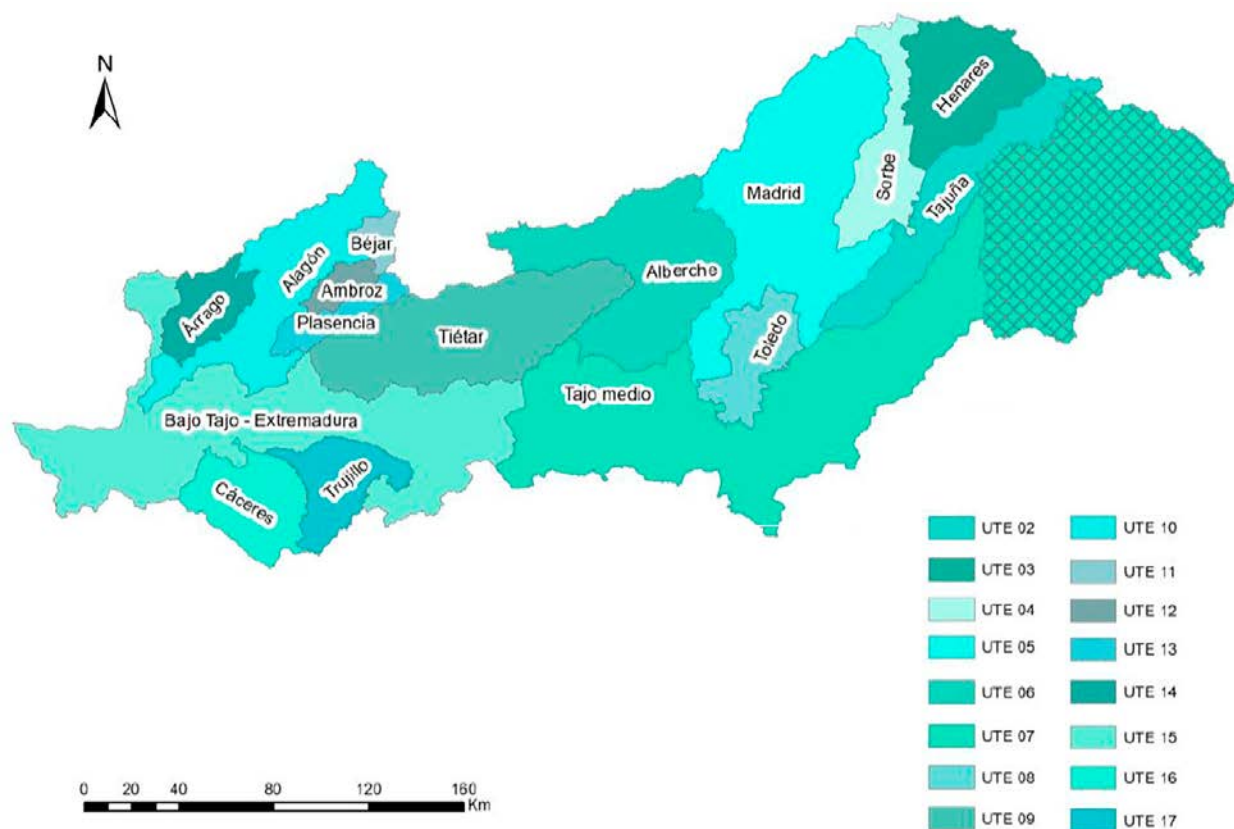 N
Henares
Sorbe
Madrid
Tajuña
Béjar
Alagón
Alberche
Ambroz
Árrago
Plasencia
Tiétar
Toledo
Tajo medio
Bajo Tajo - Extremadura
Trujillo
Cáceres
UTE 02
UTE 10
UTE 03
UTE 11
UTE 04
UTE 12
UTE 05
UTE 13
UTE 06
UTE 14
UTE 07
UTE 15
UTE 08
UTE 16
UTE 09
UTE 17
0 20 40 80 120 160
Km